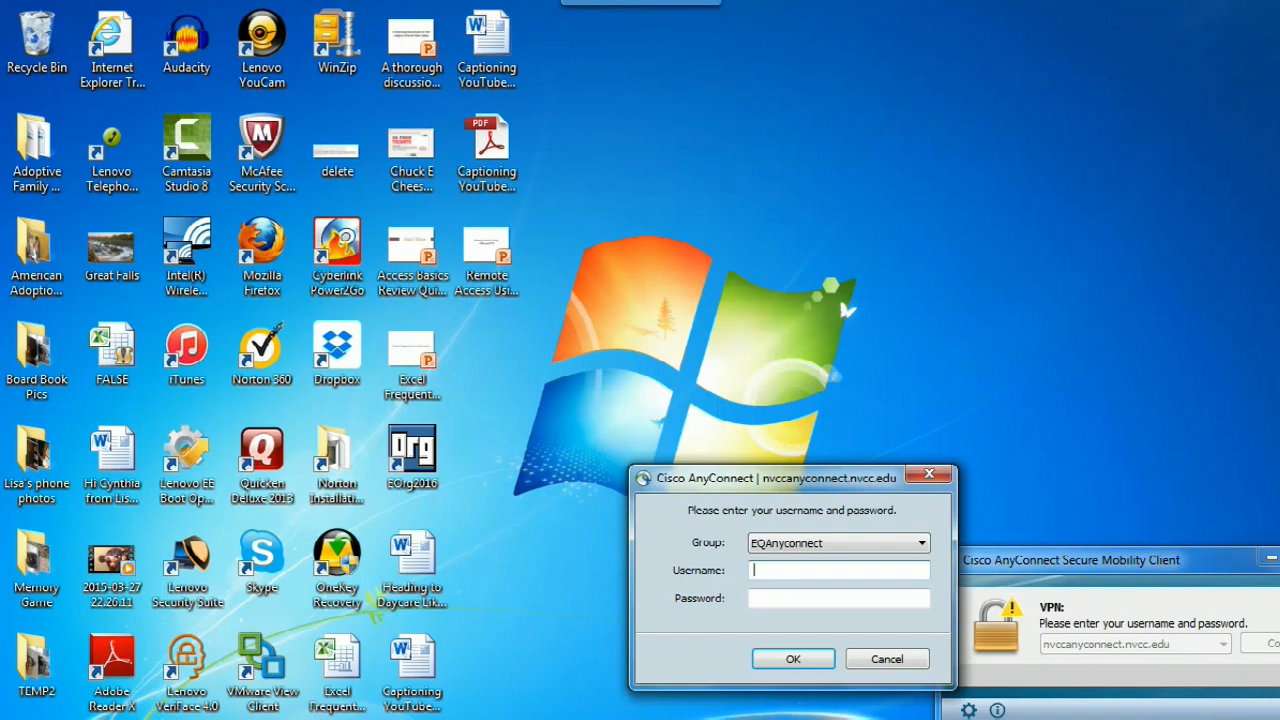 Recycle Bin
Internet
Explorer Tr...
Audacity
Lenovo
YouCam
WinZip
P
A thorough
discussio...
W
Captioning
YouTube...
Adoptive
Family ...
Lenovo
Telepho...
C
Camtasia
Studio 8
McAfee
Security Sc...
delete
Chuck E
Chees...
PDF
Captioning
YouTube...
American
Adoptio...
Great Falls
Intel(R)
Wirele...
Mozilla
Firefox
Cyberlink
Power2Go
P
Access Basics
Review Qui...
P
Remote
Access Usi...
Board Book
Pics
FALSE
iTunes
Norton 360
Dropbox
P
Excel
Frequent...
Lisa's phone
photos
W
Hi Cynthia
from Lis...
Lenovo EE
Boot Op...
Q
Quicken
Deluxe 2013
Norton
Installati...
Org
EOrg2016
Memory
Game
2015-03-27
22.26.11
Lenovo
Security Suite
S
Skype
OneKey
Recovery
W
Heading to
Daycare Lik...
TEMP2
Adobe
Reader X
Lenovo
VeriFace 4.0
VMware View
Client
Excel
Frequent...
W
Captioning
YouTube...
Cisco AnyConnect | nvccanyconnect.nvcc.edu
Please enter your username and password.
Group:
EQAnyconnect
Username:
Password:
OK
Cancel
Cisco AnyConnect Secure Mobility Client
VPN:
Please enter your username and password.
nvccanyconnect.nvcc.edu
Co